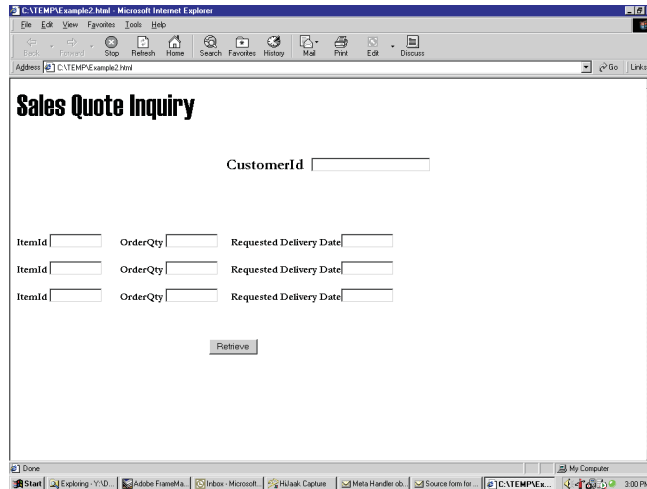 C:\TEMP\Example2.html - Microsoft Internet Explorer
File Edit View Favorites Tools Help
Back Forward Stop Refresh Home Search Favorites History Mail Print Edit Discuss
Address C:\TEMP\Example2.html Go Links
Sales Quote Inquiry
CustomerId
ItemId OrderQty Requested Delivery Date
ItemId OrderQty Requested Delivery Date
ItemId OrderQty Requested Delivery Date
Retrieve
Done My Computer
Start Exploring - Y:\D... Adobe FrameMa... Inbox - Microsoft... HiJaak Capture Meta Handler ob... Source form for ... C:\TEMP\Ex... 3:00 PM